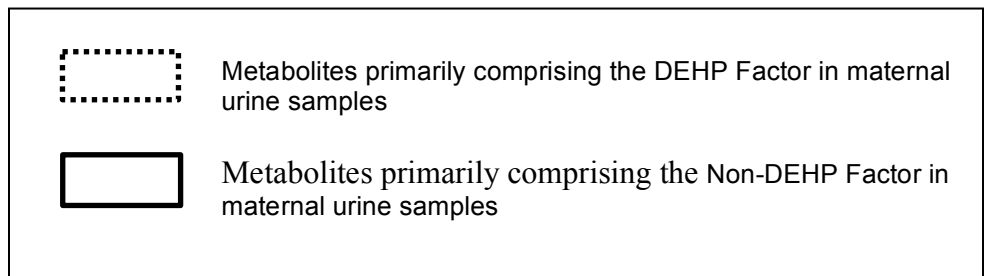 Metabolites primarily comprising the DEHP Factor in maternal
urine samples
Metabolites primarily comprising the Non-DEHP Factor in
maternal urine samples